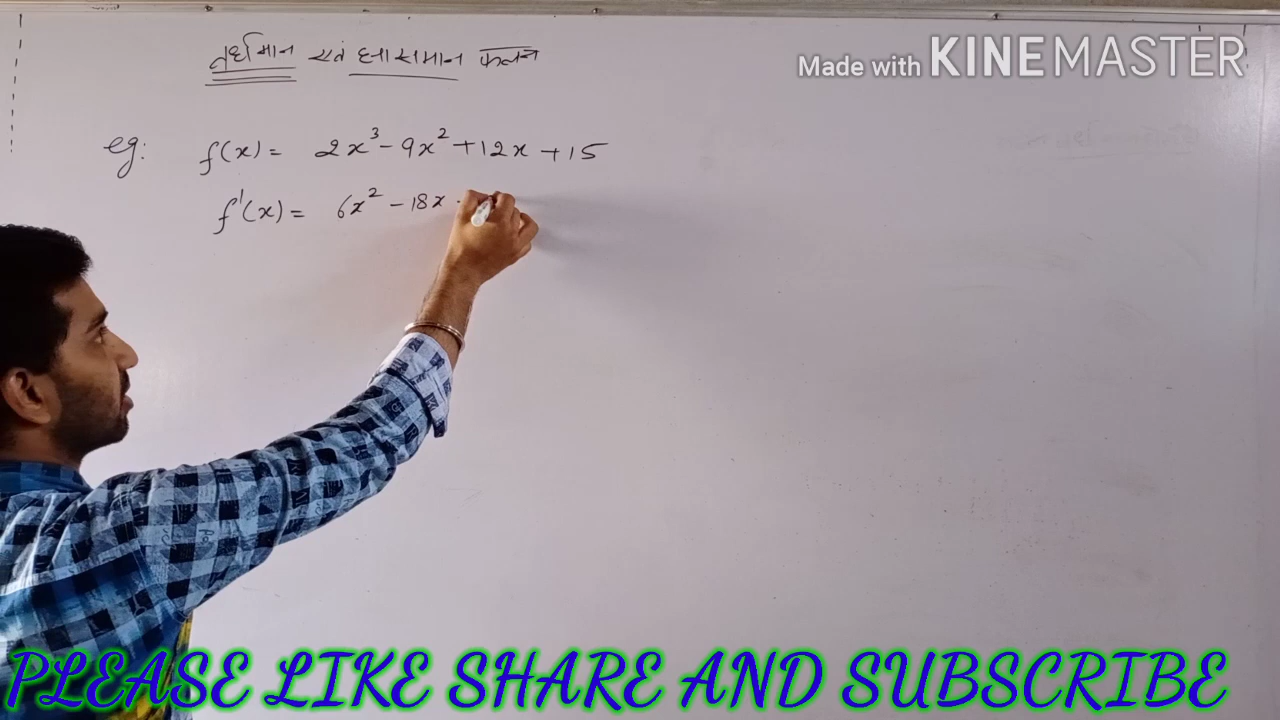 वर्धमान एवं ह्रासमान फलन
Made with KINEMASTER
eg: f(x) = 2x³ - 9x² + 12x + 15
f'(x) = 6x² - 18x
PLEASE LIKE SHARE AND SUBSCRIBE